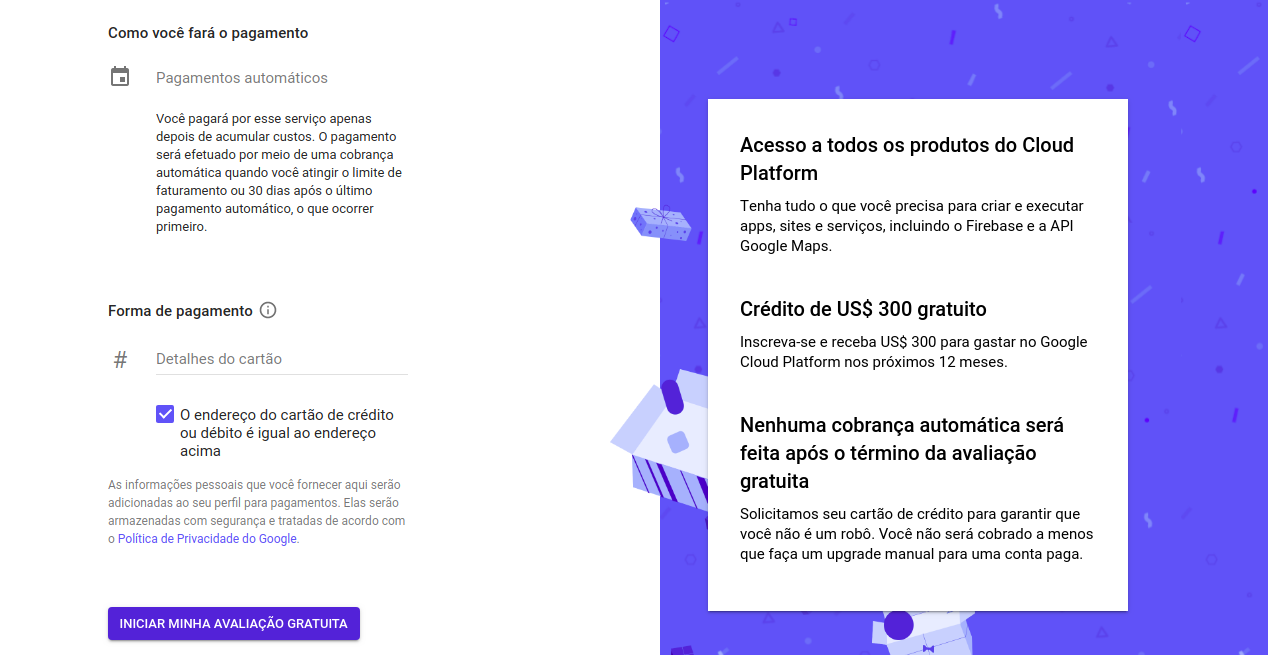 Como você fará o pagamento
Pagamentos automáticos
Você pagará por esse serviço apenas
depois de acumular custos. O pagamento
será efetuado por meio de uma cobrança
automática quando você atingir o limite de
faturamento ou 30 dias após o último
pagamento automático, o que ocorrer
primeiro.
Forma de pagamento
# Detalhes do cartão
O endereço do cartão de crédito
ou débito é igual ao endereço
acima
As informações pessoais que você fornecer aqui serão
adicionadas ao seu perfil para pagamentos. Elas serão
armazenadas com segurança e tratadas de acordo com
o Política de Privacidade do Google.
INICIAR MINHA AVALIAÇÃO GRATUITA
Acesso a todos os produtos do Cloud
Platform
Tenha tudo o que você precisa para criar e executar
apps, sites e serviços, incluindo o Firebase e a API
Google Maps.
Crédito de US$ 300 gratuito
Inscreva-se e receba US$ 300 para gastar no Google
Cloud Platform nos próximos 12 meses.
Nenhuma cobrança automática será
feita após o término da avaliação
gratuita
Solicitamos seu cartão de crédito para garantir que
você não é um robô. Você não será cobrado a menos
que faça um upgrade manual para uma conta paga.